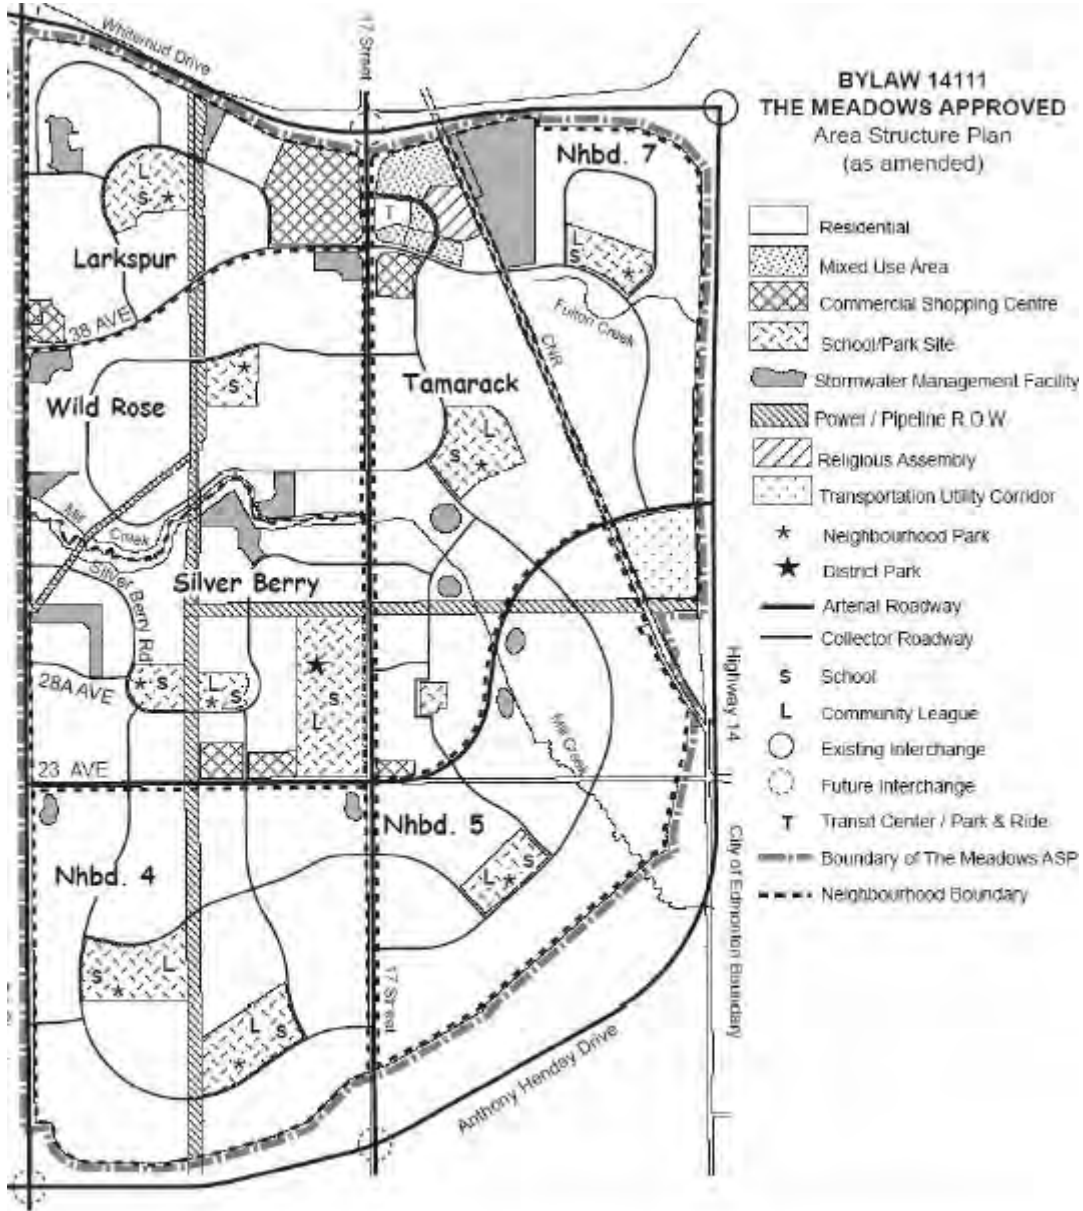 BYLAW 14111
THE MEADOWS APPROVED
Area Structure Plan
(as amended)
Residential
Mixed Use Area
Commercial Shopping Centre
School/Park Site
Stormwater Management Facility
Power / Pipeline R.O.W
Religious Assembly
Transportation Utility Corridor
Neighbourhood Park
District Park
Arterial Roadway
Collector Roadway
S School
L Community League
Existing Interchange
Future Interchange
T Transit Center / Park & Ride
Boundary of The Meadows ASP
Neighbourhood Boundary
Whitemud Drive
17 Street
Nhbd. 7
L
S
T
L
S
Larkspur
38 AVE
Fulton Creek
CNR
S
Tamarack
Wild Rose
L
S
Mill
Creek
Silver Berry
Silver Berry Rd
28A AVE
S
L
S
S
L
Highway 14
23 AVE
Mill Creek
Nhbd. 5
Nhbd. 4
S
L
City of Edmonton Boundary
L
S
L
S
17 Street
Anthony Henday Drive